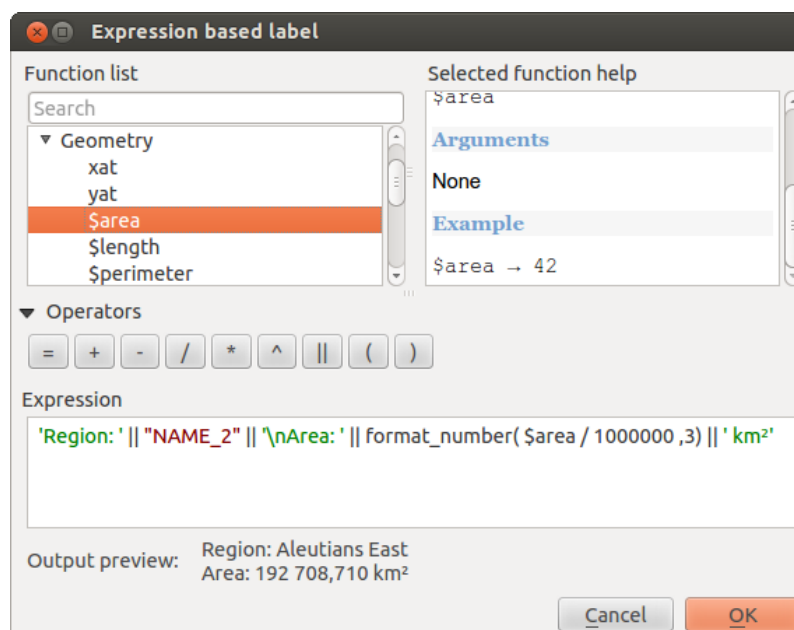 Expression based label
Function list
Search
Geometry
xat
yat
$area
$length
$perimeter
Selected function help
$area
Arguments
None
Example
$area → 42
Operators
= + - / * ^ || ( )
Expression
'Region: ' || "NAME_2" || '\nArea: ' || format_number( $area / 1000000 ,3) || ' km²'
Output preview:
Region: Aleutians East
Area: 192 708,710 km²
Cancel
OK